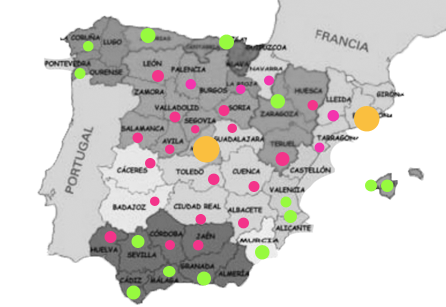 FRANCIA
A CORUÑA
LUGO
PONTEVEDRA
OURENSE
LEÓN
PALENCIA
BURGOS
LA RIOJA
NAVARRA
HUESCA
LLEIDA
GIRONA
ZAMORA
VALLADOLID
SORIA
ZARAGOZA
TARRAGONA
SALAMANCA
SEGOVIA
AVILA
GUADALAJARA
TERUEL
PORTUGAL
CÁCERES
TOLEDO
CUENCA
CASTELLÓN
VALENCIA
BADAJOZ
CIUDAD REAL
ALBACETE
ALICANTE
MURCIA
CÓRDOBA
JAÉN
HUELVA
SEVILLA
GRANADA
ALMERÍA
CÁDIZ
MÁLAGA